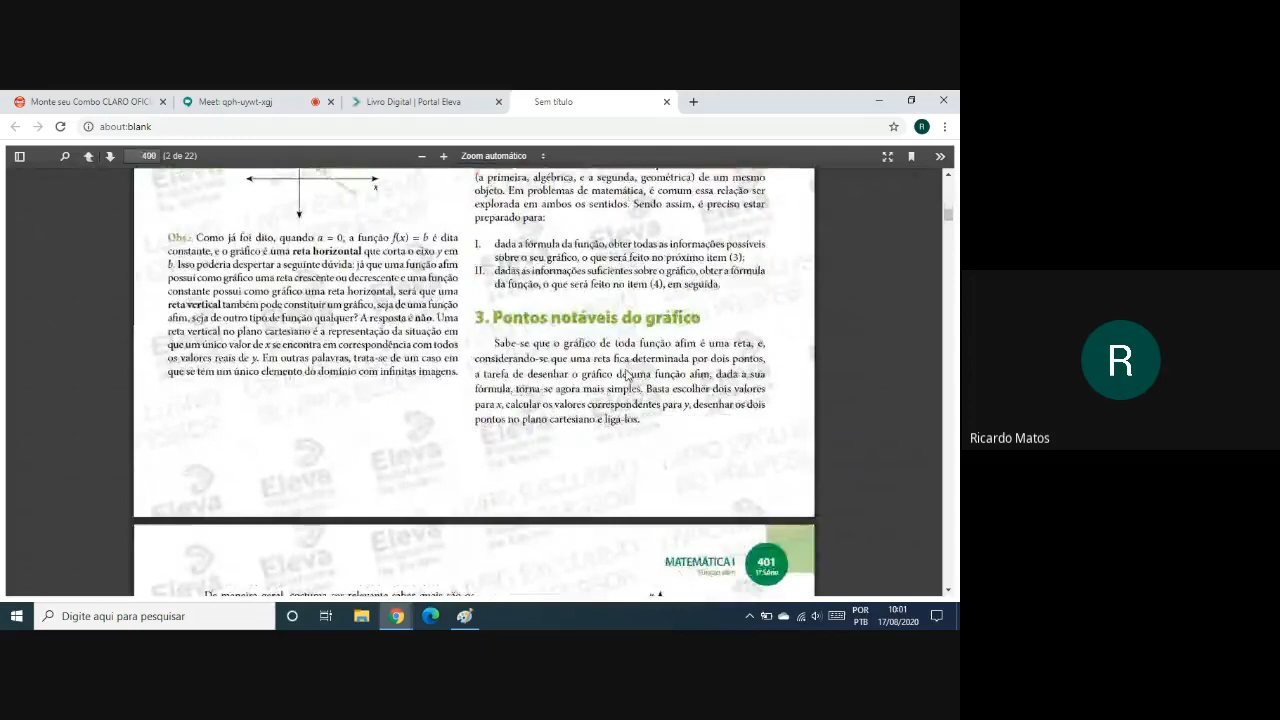 Monte seu Combo CLARO OFICI
Meet: qph-uywt-xgj
Livro Digital | Portal Eleva
Sem título
about:blank
R
400 (2 de 22)
Zoom automático
x
Obs.: Como já foi dito, quando a = 0, a função f(x) = b é dita
constante, e o gráfico é uma reta horizontal que corta o eixo y em
b. Isso poderia despertar a seguinte dúvida: já que uma função afim
possui como gráfico uma reta crescente ou decrescente e uma função
constante possui como gráfico uma reta horizontal, será que uma
reta vertical também pode constituir um gráfico, seja de uma função
afim, seja de outro tipo de função qualquer? A resposta é não. Uma
reta vertical no plano cartesiano é a representação da situação em
que um único valor de x se encontra em correspondência com todos
os valores reais de y. Em outras palavras, trata-se de um caso em
que se tem um único elemento do domínio com infinitas imagens.
(a primeira, algébrica, e a segunda, geométrica) de um mesmo
objeto. Em problemas de matemática, é comum essa relação ser
explorada em ambos os sentidos. Sendo assim, é preciso estar
preparado para:
I. dada a fórmula da função, obter todas as informações possíveis
sobre o seu gráfico, o que será feito no próximo item (3);
II. dadas as informações suficientes sobre o gráfico, obter a fórmula
da função, o que será feito no item (4), em seguida.
3. Pontos notáveis do gráfico
Sabe-se que o gráfico de toda função afim é uma reta, e,
considerando-se que uma reta fica determinada por dois pontos,
a tarefa de desenhar o gráfico de uma função afim, dada a sua
fórmula, torna-se agora mais simples. Basta escolher dois valores
para x, calcular os valores correspondentes para y, desenhar os dois
pontos no plano cartesiano e ligá-los.
Eleva
Eleva
Eleva
Eleva
MATEMÁTICA I
Função afim
401
1ª Série
Digite aqui para pesquisar
POR
PTB
10:01
17/08/2020
R
Ricardo Matos